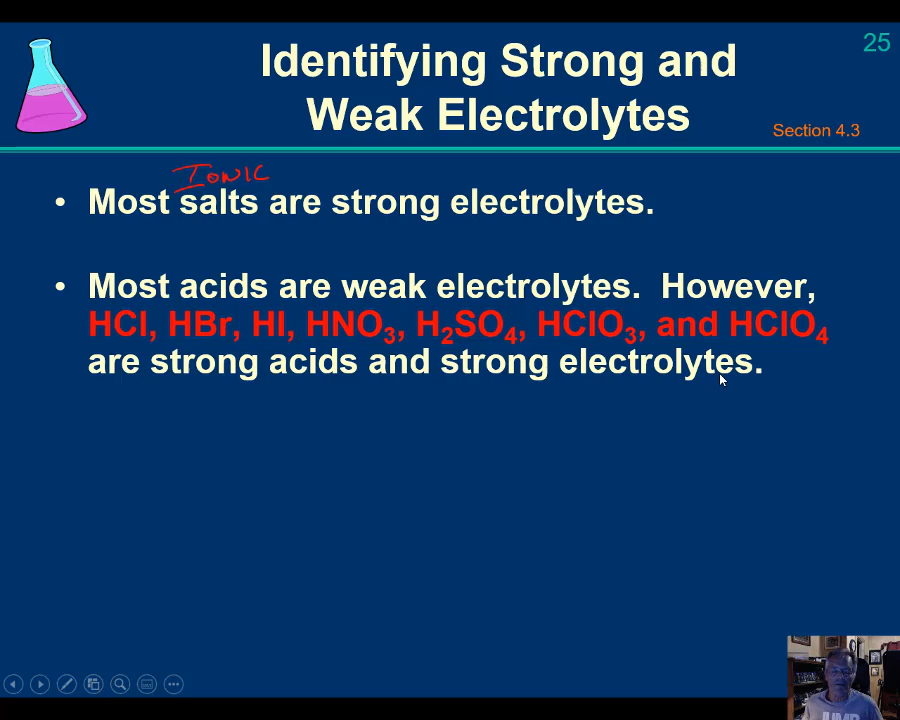 25
Identifying Strong and
Weak Electrolytes
Section 4.3
IONIC
• Most salts are strong electrolytes.
• Most acids are weak electrolytes. However,
HCl, HBr, HI, HNO₃, H₂SO₄, HClO₃, and HClO₄
are strong acids and strong electrolytes.